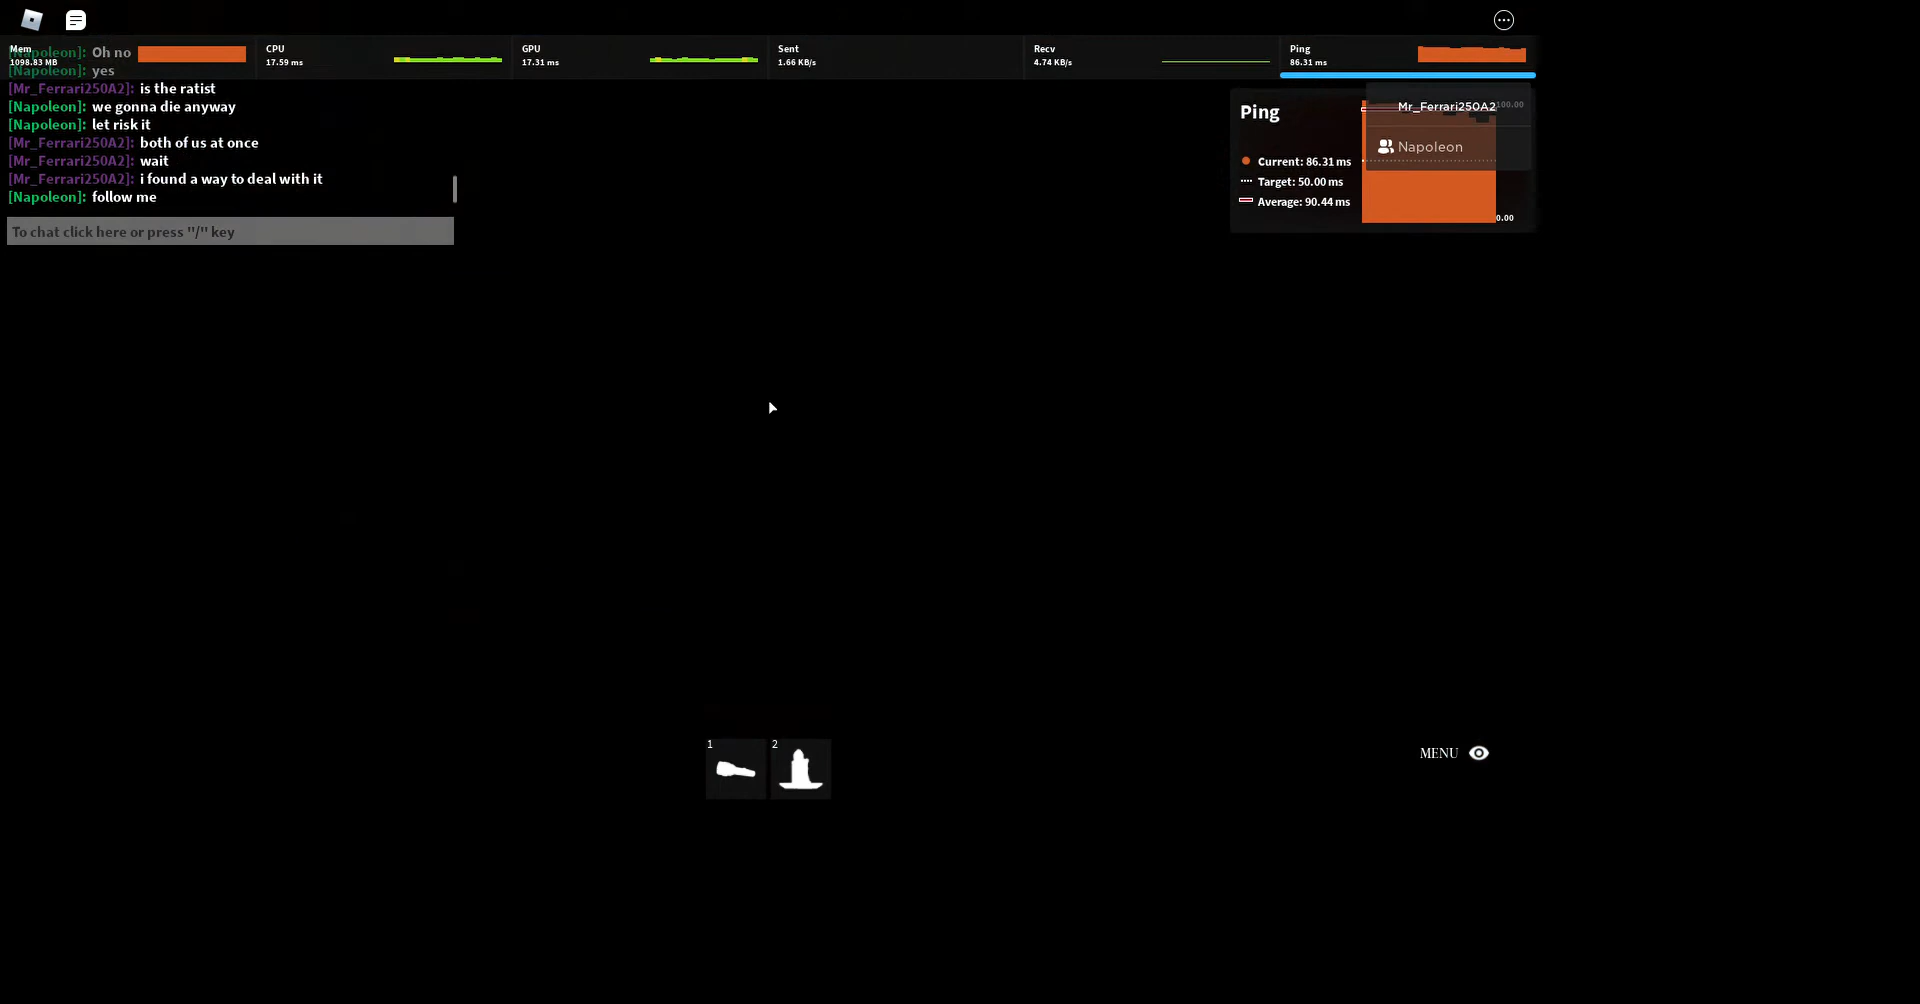 Mem
1098.83 MB
CPU
17.59 ms
GPU
17.31 ms
Sent
1.66 KB/s
Recv
4.74 KB/s
Ping
86.31 ms
[Napoleon]: Oh no
[Napoleon]: yes
[Mr_Ferrari250A2]: is the ratist
[Napoleon]: we gonna die anyway
[Napoleon]: let risk it
[Mr_Ferrari250A2]: both of us at once
[Mr_Ferrari250A2]: wait
[Mr_Ferrari250A2]: i found a way to deal with it
[Napoleon]: follow me
To chat click here or press "/" key
Ping
Current: 86.31 ms
Target: 50.00 ms
Average: 90.44 ms
100.00
0.00
Mr_Ferrari250A2
Napoleon
1
2
MENU